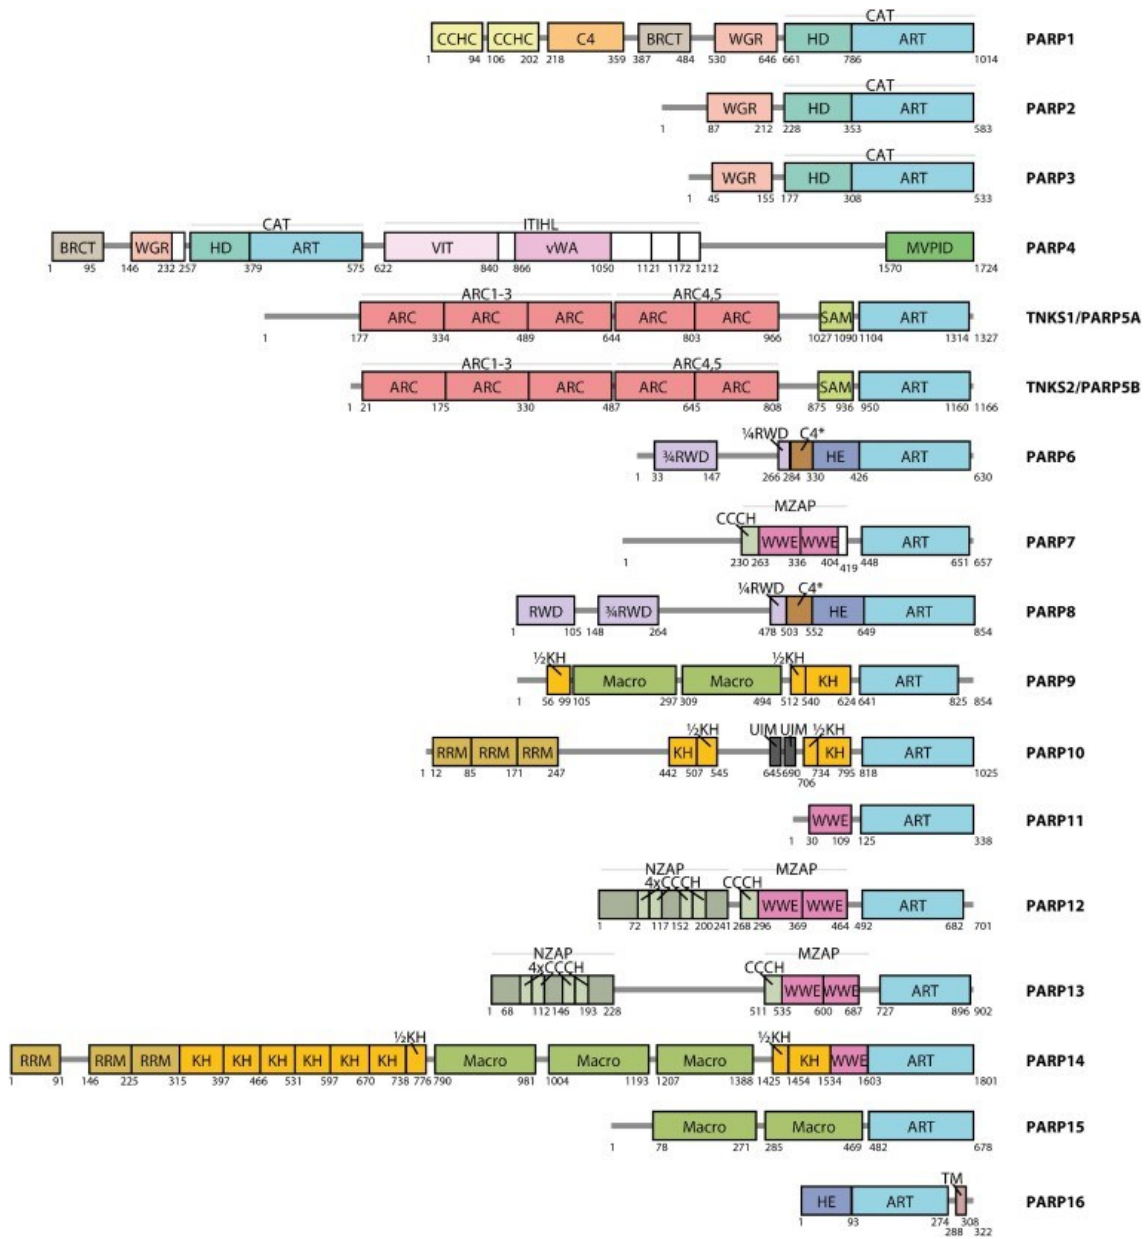 CAT
CCHC CCHC C4 BRCT WGR HD ART PARP1
1 94 106 202 218 359 387 484 530 646 661 786 1014
CAT
WGR HD ART PARP2
1 87 212 228 353 583
CAT
WGR HD ART PARP3
1 45 155 177 308 533
CAT ITIHL
BRCT WGR HD ART VIT vWA MVPID PARP4
1 95 146 232 257 379 575 622 840 866 1050 1121 1172 1212 1570 1724
ARC1-3 ARC4,5
ARC ARC ARC ARC ARC SAM ART TNKS1/PARP5A
1 177 334 489 644 803 966 1027 1090 1104 1314 1327
ARC1-3 ARC4,5
ARC ARC ARC ARC ARC SAM ART TNKS2/PARP5B
1 21 175 330 487 645 808 875 936 950 1160 1166
¼RWD C4*
¾RWD HE ART PARP6
1 33 147 266 284 330 426 630
MZAP
CCCH
WWE WWE ART PARP7
1 230 263 336 404 419 448 651 657
¼RWD C4*
RWD ¾RWD HE ART PARP8
1 105 148 264 478 503 552 649 854
½KH ½KH
Macro Macro KH ART PARP9
1 56 99 105 297 309 494 512 540 624 641 825 854
½KH UIM UIM ½KH
RRM RRM RRM KH KH ART PARP10
1 12 85 171 247 442 507 545 645 690 706 734 795 818 1025
WWE ART PARP11
1 30 109 125 338
NZAP MZAP
4xCCCH CCCH
WWE WWE ART PARP12
1 72 117 152 200 241 268 296 369 464 492 682 701
NZAP MZAP
4xCCCH CCCH
WWE WWE ART PARP13
1 68 112 146 193 228 511 535 600 687 727 896 902
½KH ½KH
RRM RRM RRM KH KH KH KH KH KH Macro Macro Macro KH WWE ART PARP14
1 91 146 225 315 397 466 531 597 670 738 776 790 981 1004 1193 1207 1388 1425 1454 1534 1603 1801
Macro Macro ART PARP15
1 78 271 285 469 482 678
TM
HE ART PARP16
1 93 274 288 308 322